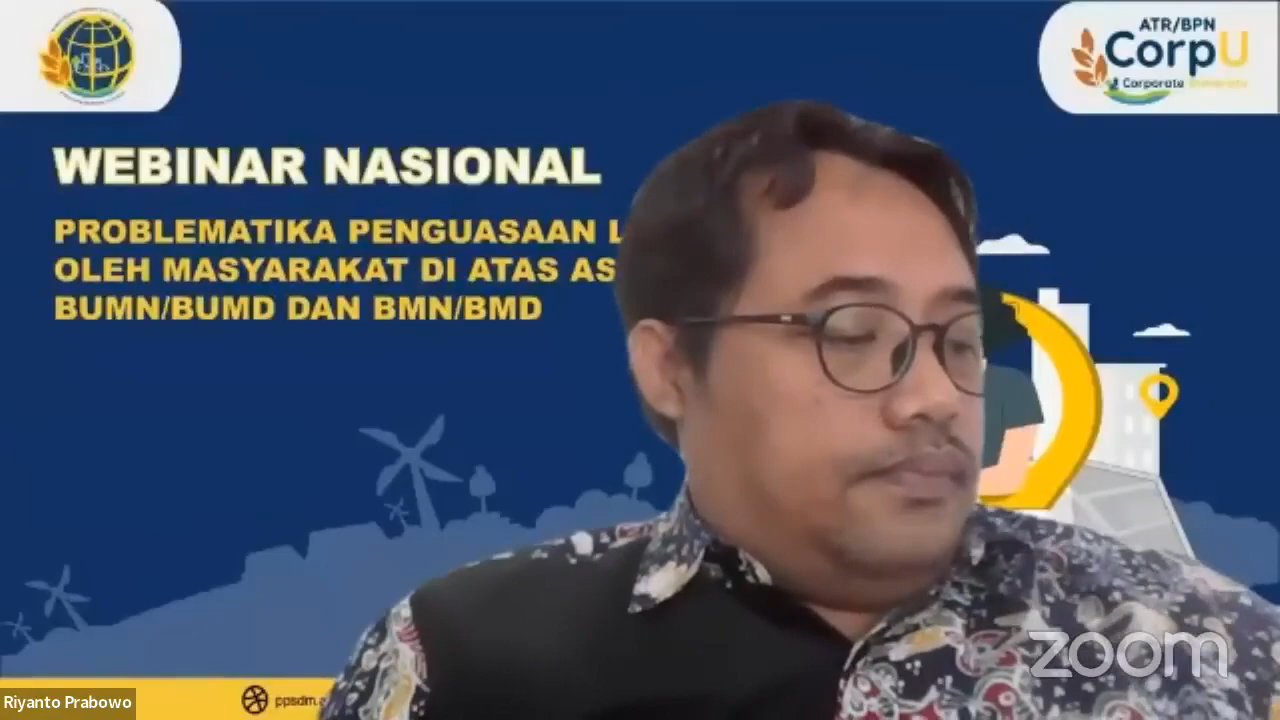 ATR/BPN
CorpU
Corporate
WEBINAR NASIONAL
PROBLEMATIKA PENGUASAAN L
OLEH MASYARAKAT DI ATAS AS
BUMN/BUMD DAN BMN/BMD
zoom
Riyanto Prabowo
ppsdm.a